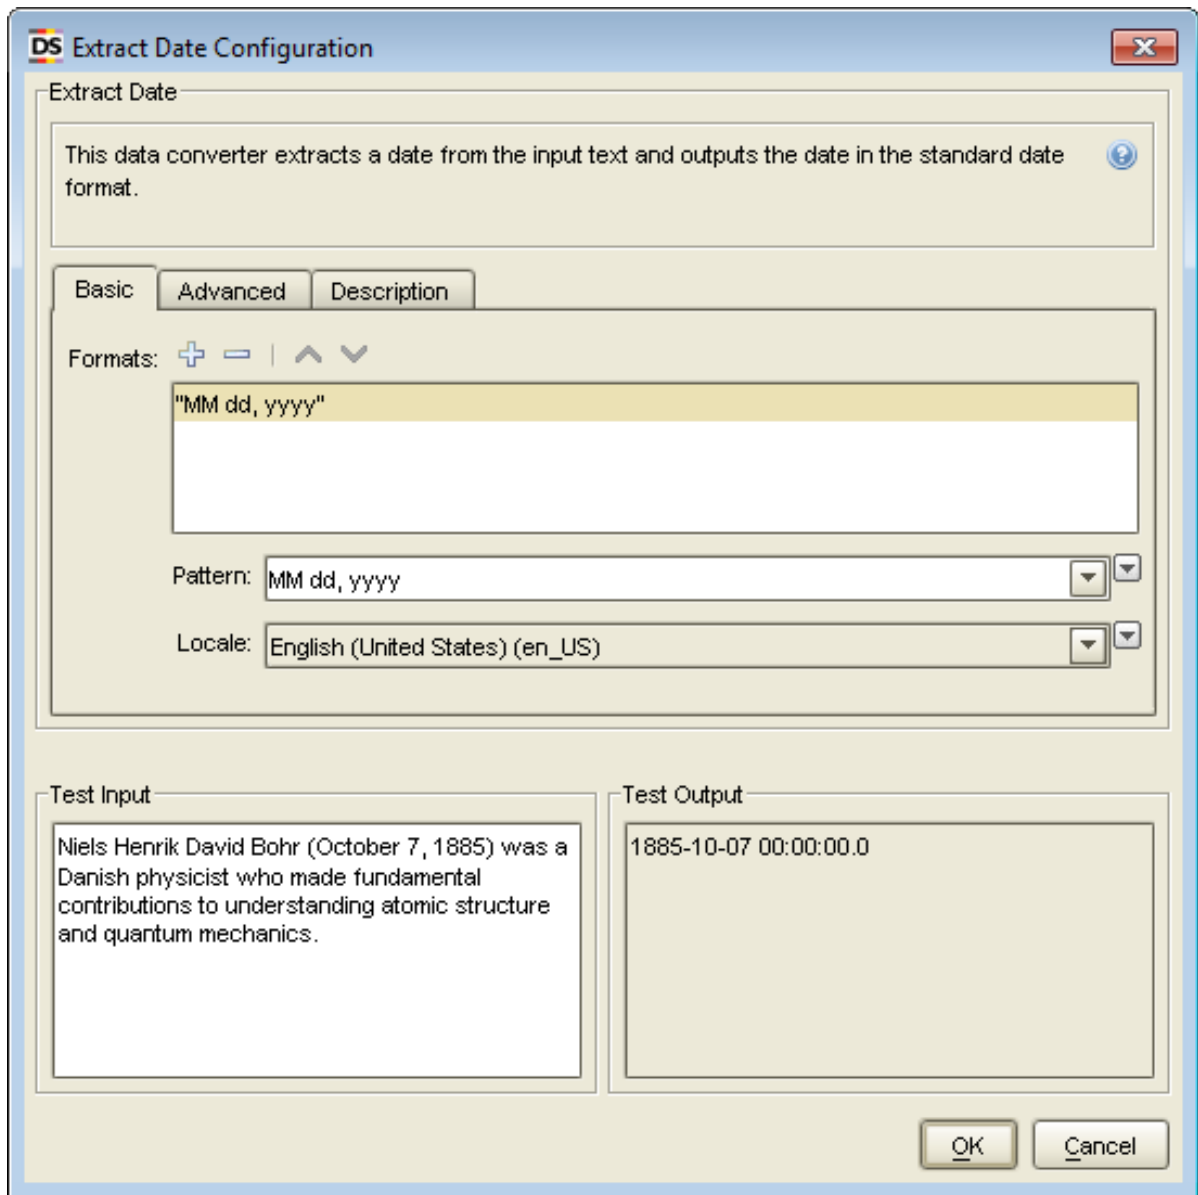 DS Extract Date Configuration
Extract Date
This data converter extracts a date from the input text and outputs the date in the standard date
format.
Basic Advanced Description
Formats:
"MM dd, yyyy"
Pattern: MM dd, yyyy
Locale: English (United States) (en_US)
Test Input
Niels Henrik David Bohr (October 7, 1885) was a
Danish physicist who made fundamental
contributions to understanding atomic structure
and quantum mechanics.
Test Output
1885-10-07 00:00:00.0
OK Cancel